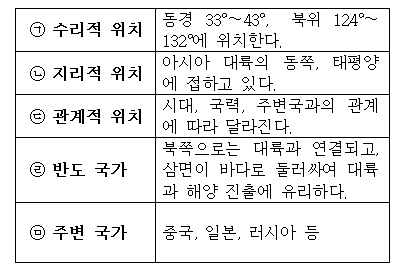 ㉠ 수리적 위치
동경 33°～43°, 북위 124°～
132°에 위치한다.
㉡ 지리적 위치
아시아 대륙의 동쪽, 태평양
에 접하고 있다.
㉢ 관계적 위치
시대, 국력, 주변국과의 관계
에 따라 달라진다.
㉣ 반도 국가
북쪽으로는 대륙과 연결되고,
삼면이 바다로 둘러싸여 대륙
과 해양 진출에 유리하다.
㉤ 주변 국가
중국, 일본, 러시아 등